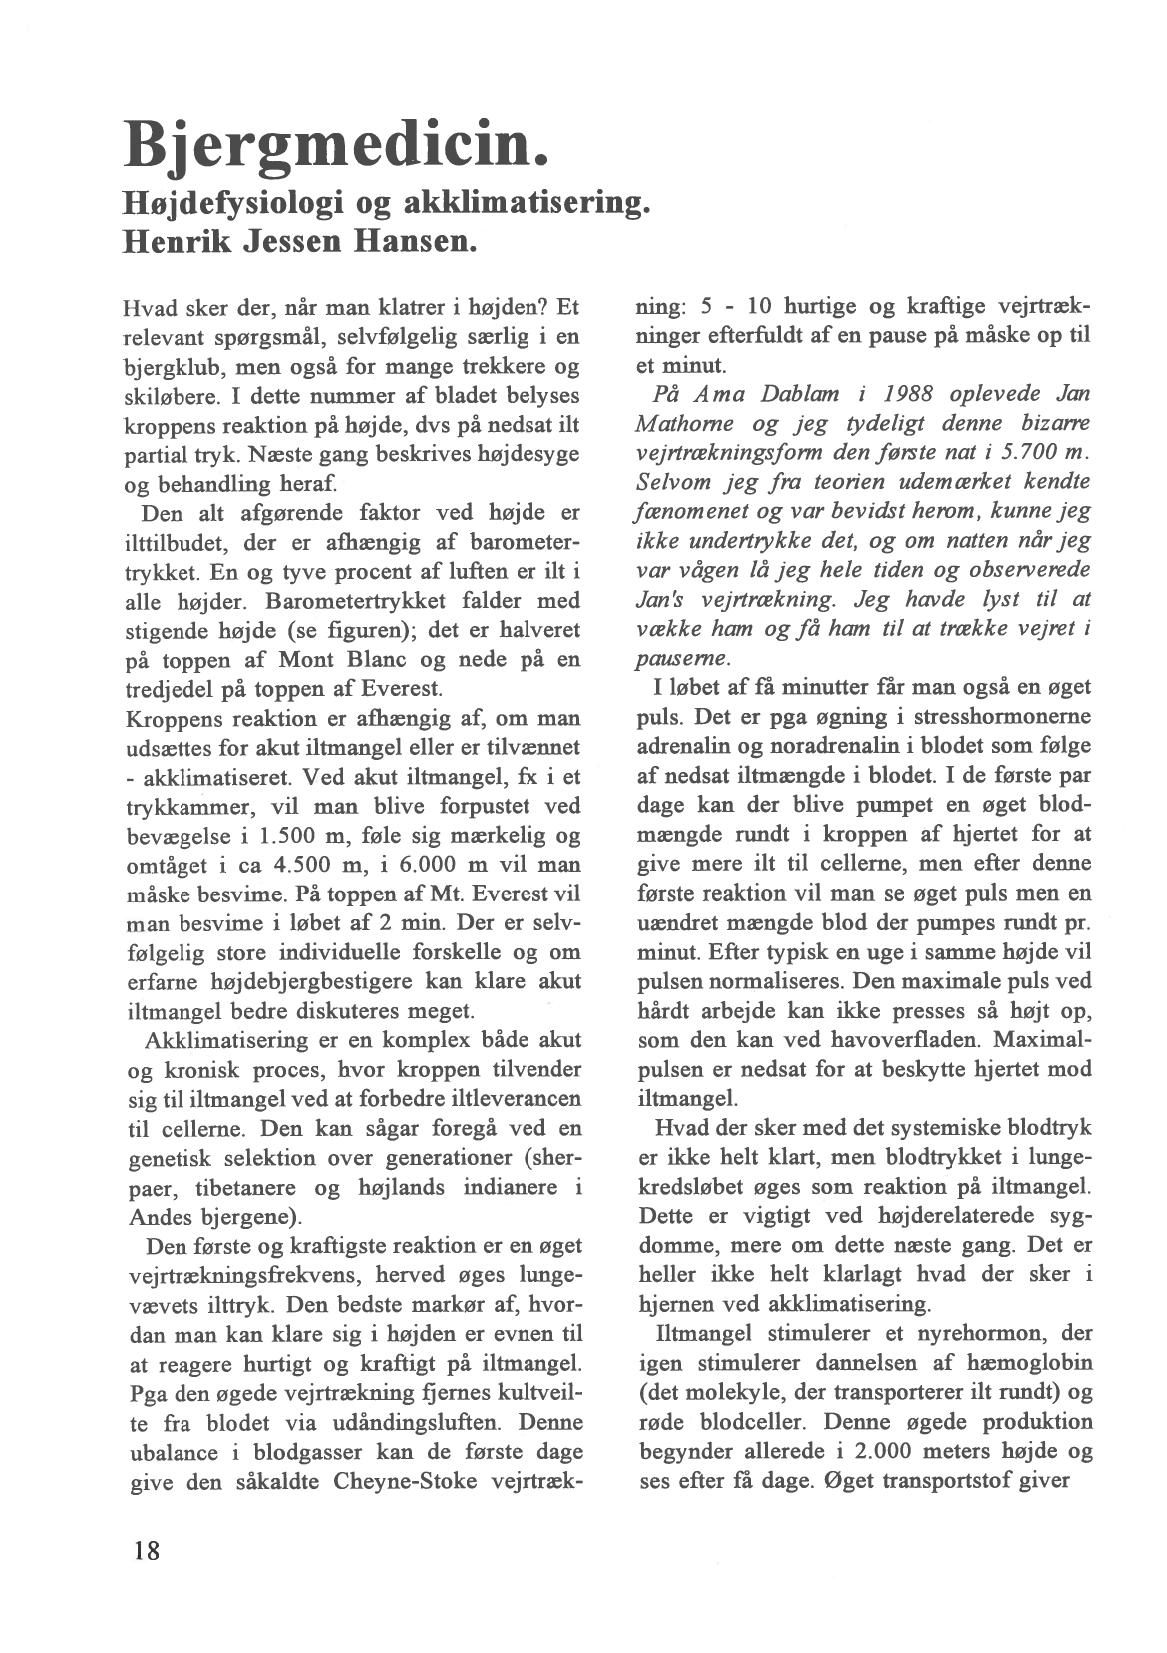 Bjergmedicin.
Højdefysiologi og akklimatisering.
Henrik Jessen Hansen.
Hvad sker der, når man klatrer i højden? Et
relevant spørgsmål, selvfølgelig særlig i en
bjergklub, men også for mange trekkere og
skiløbere. I dette nummer af bladet belyses
kroppens reaktion på højde, dvs på nedsat ilt
partial tryk. Næste gang beskrives højdesyge
og behandling heraf.
Den alt afgørende faktor ved højde er
ilttilbudet, der er afhængig af barometer-
trykket. En og tyve procent af luften er ilt i
alle højder. Barometertrykket falder med
stigende højde (se figuren); det er halveret
på toppen af Mont Blanc og nede på en
tredjedel på toppen af Everest.
Kroppens reaktion er afhængig af, om man
udsættes for akut iltmangel eller er tilvænnet
- akklimatiseret. Ved akut iltmangel, fx i et
trykkammer, vil man blive forpustet ved
bevægelse i 1.500 m, føle sig mærkelig og
omtåget i ca 4.500 m, i 6.000 m vil man
måske besvime. På toppen af Mt. Everest vil
man besvime i løbet af 2 min. Der er selv-
følgelig store individuelle forskelle og om
erfarne højdebjergbestigere kan klare akut
iltmangel bedre diskuteres meget.
Akklimatisering er en komplex både akut
og kronisk proces, hvor kroppen tilvender
sig til iltmangel ved at forbedre iltleverancen
til cellerne. Den kan sågar foregå ved en
genetisk selektion over generationer (sher-
paer, tibetanere og højlands indianere i
Andes bjergene).
Den første og kraftigste reaktion er en øget
vejrtrækningsfrekvens, herved øges lunge-
vævets ilttryk. Den bedste markør af, hvor-
dan man kan klare sig i højden er evnen til
at reagere hurtigt og kraftigt på iltmangel.
Pga den øgede vejrtrækning fjernes kultveil-
te fra blodet via udåndingsluften. Denne
ubalance i blodgasser kan de første dage
give den såkaldte Cheyne-Stoke vejrtræk-
ning: 5 - 10 hurtige og kraftige vejrtræk-
ninger efterfuldt af en pause på måske op til
et minut.
På Ama Dablam i 1988 oplevede Jan
Mathorne og jeg tydeligt denne bizarre
vejrtrækningsform den første nat i 5.700 m.
Selvom jeg fra teorien udemærket kendte
fænomenet og var bevidst herom, kunne jeg
ikke undertrykke det, og om natten når jeg
var vågen lå jeg hele tiden og observerede
Jan's vejrtrækning. Jeg havde lyst til at
vække ham og få ham til at trække vejret i
pauserne.
I løbet af få minutter får man også en øget
puls. Det er pga øgning i stresshormonerne
adrenalin og noradrenalin i blodet som følge
af nedsat iltmængde i blodet. I de første par
dage kan der blive pumpet en øget blod-
mængde rundt i kroppen af hjertet for at
give mere ilt til cellerne, men efter denne
første reaktion vil man se øget puls men en
uændret mængde blod der pumpes rundt pr.
minut. Efter typisk en uge i samme højde vil
pulsen normaliseres. Den maximale puls ved
hårdt arbejde kan ikke presses så højt op,
som den kan ved havoverfladen. Maximal-
pulsen er nedsat for at beskytte hjertet mod
iltmangel.
Hvad der sker med det systemiske blodtryk
er ikke helt klart, men blodtrykket i lunge-
kredsløbet øges som reaktion på iltmangel.
Dette er vigtigt ved højderelaterede syg-
domme, mere om dette næste gang. Det er
heller ikke helt klarlagt hvad der sker i
hjernen ved akklimatisering.
Iltmangel stimulerer et nyrehormon, der
igen stimulerer dannelsen af hæmoglobin
(det molekyle, der transporterer ilt rundt) og
røde blodceller. Denne øgede produktion
begynder allerede i 2.000 meters højde og
ses efter få dage. Øget transportstof giver
18